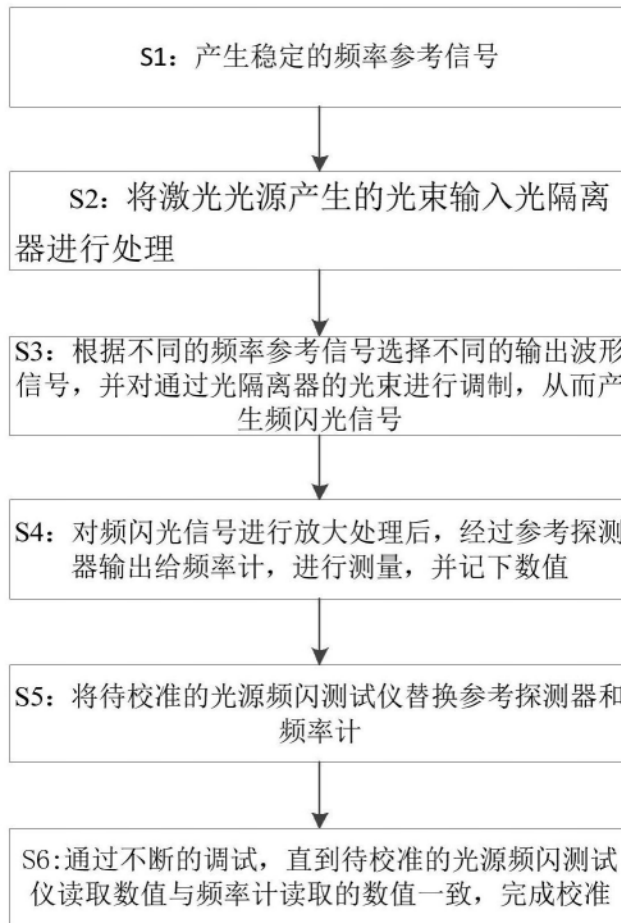 S1：产生稳定的频率参考信号
S2：将激光光源产生的光束输入光隔离
器进行处理
S3：根据不同的频率参考信号选择不同的输出波形
信号，并对通过光隔离器的光束进行调制，从而产
生频闪光信号
S4：对频闪光信号进行放大处理后，经过参考探测
器输出给频率计，进行测量，并记下数值
S5：将待校准的光源频闪测试仪替换参考探测器和
频率计
S6:通过不断的调试，直到待校准的光源频闪测试
仪读取数值与频率计读取的数值一致，完成校准